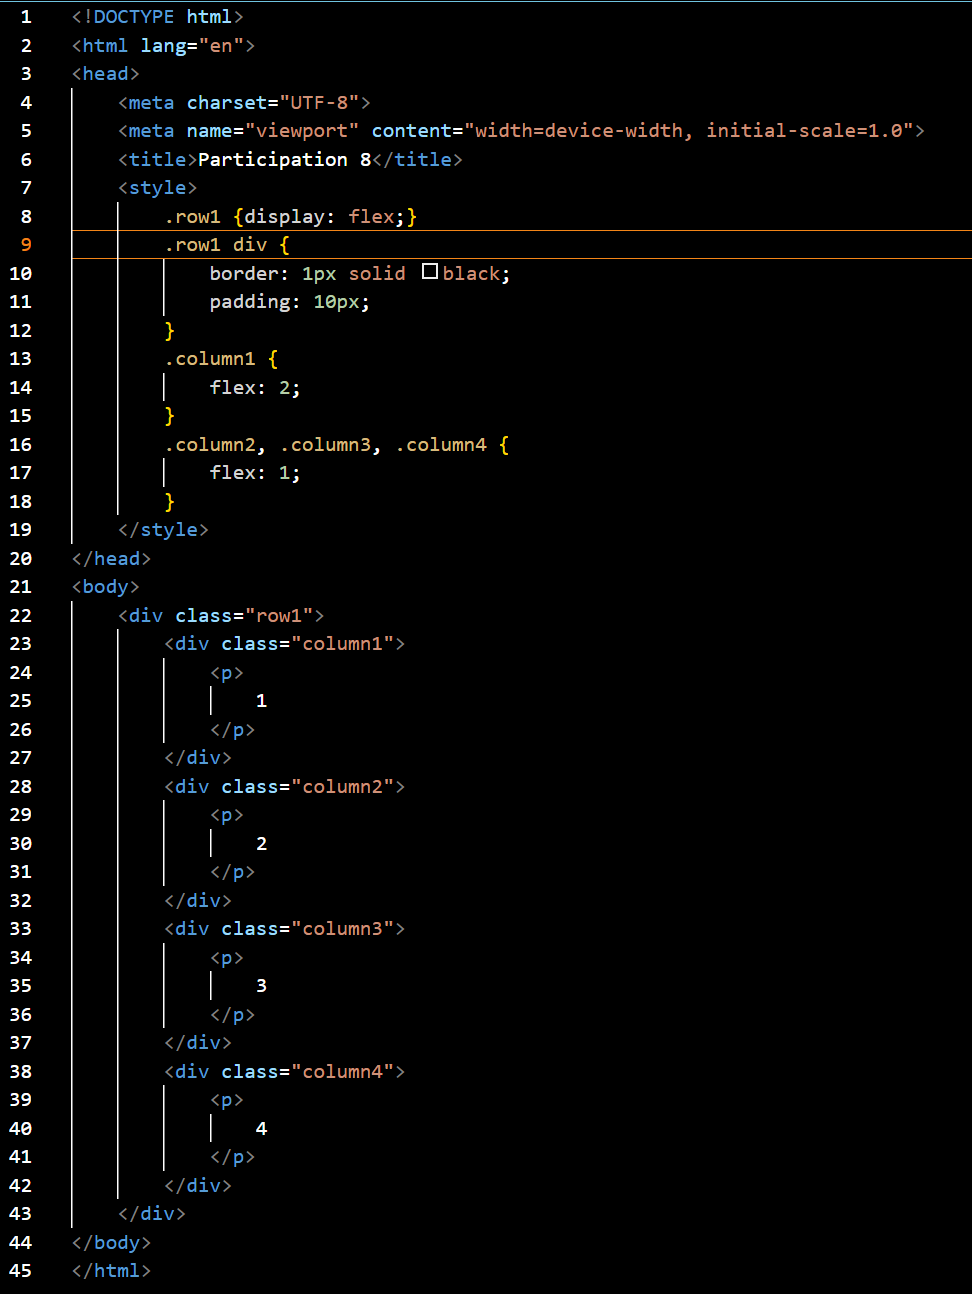 1 <!DOCTYPE html>
2 <html lang="en">
3 <head>
4     <meta charset="UTF-8">
5     <meta name="viewport" content="width=device-width, initial-scale=1.0">
6     <title>Participation 8</title>
7     <style>
8         .row1 {display: flex;}
9         .row1 div {
10             border: 1px solid black;
11             padding: 10px;
12         }
13         .column1 {
14             flex: 2;
15         }
16         .column2, .column3, .column4 {
17             flex: 1;
18         }
19     </style>
20 </head>
21 <body>
22     <div class="row1">
23         <div class="column1">
24             <p>
25                 1
26             </p>
27         </div>
28         <div class="column2">
29             <p>
30                 2
31             </p>
32         </div>
33         <div class="column3">
34             <p>
35                 3
36             </p>
37         </div>
38         <div class="column4">
39             <p>
40                 4
41             </p>
42         </div>
43     </div>
44 </body>
45 </html>